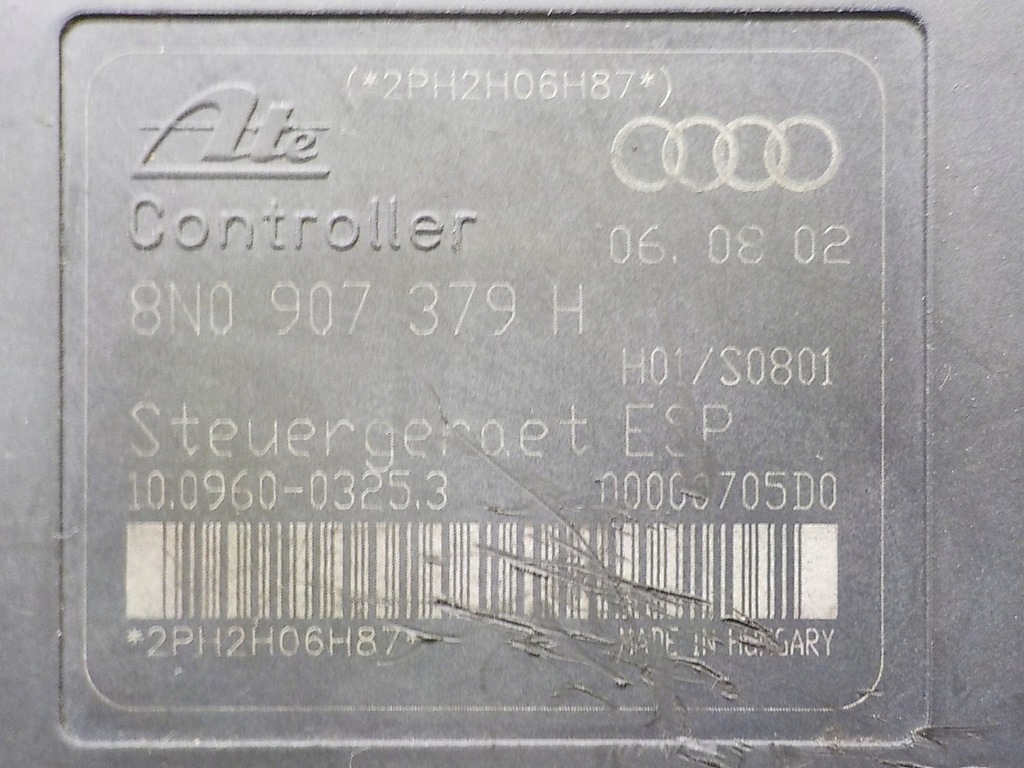 (*2PH2H06H87*)
Ate
Controller
06. 08 02
8N0 907 379 H
H01/S0801
Steuergeraet ESP
10.0960-0325.3
*2PH2H06H87*
MADE IN HUNGARY